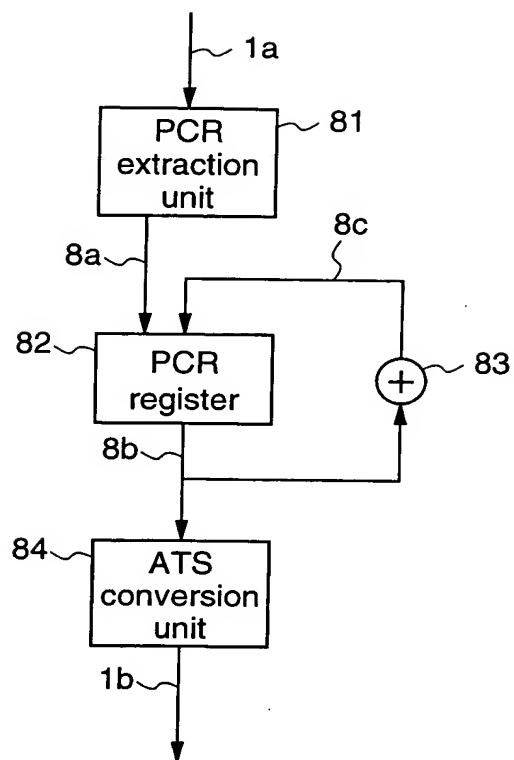 1a
PCR
extraction
unit
81
8a
8c
82
PCR
register
+
83
8b
84
ATS
conversion
unit
1b